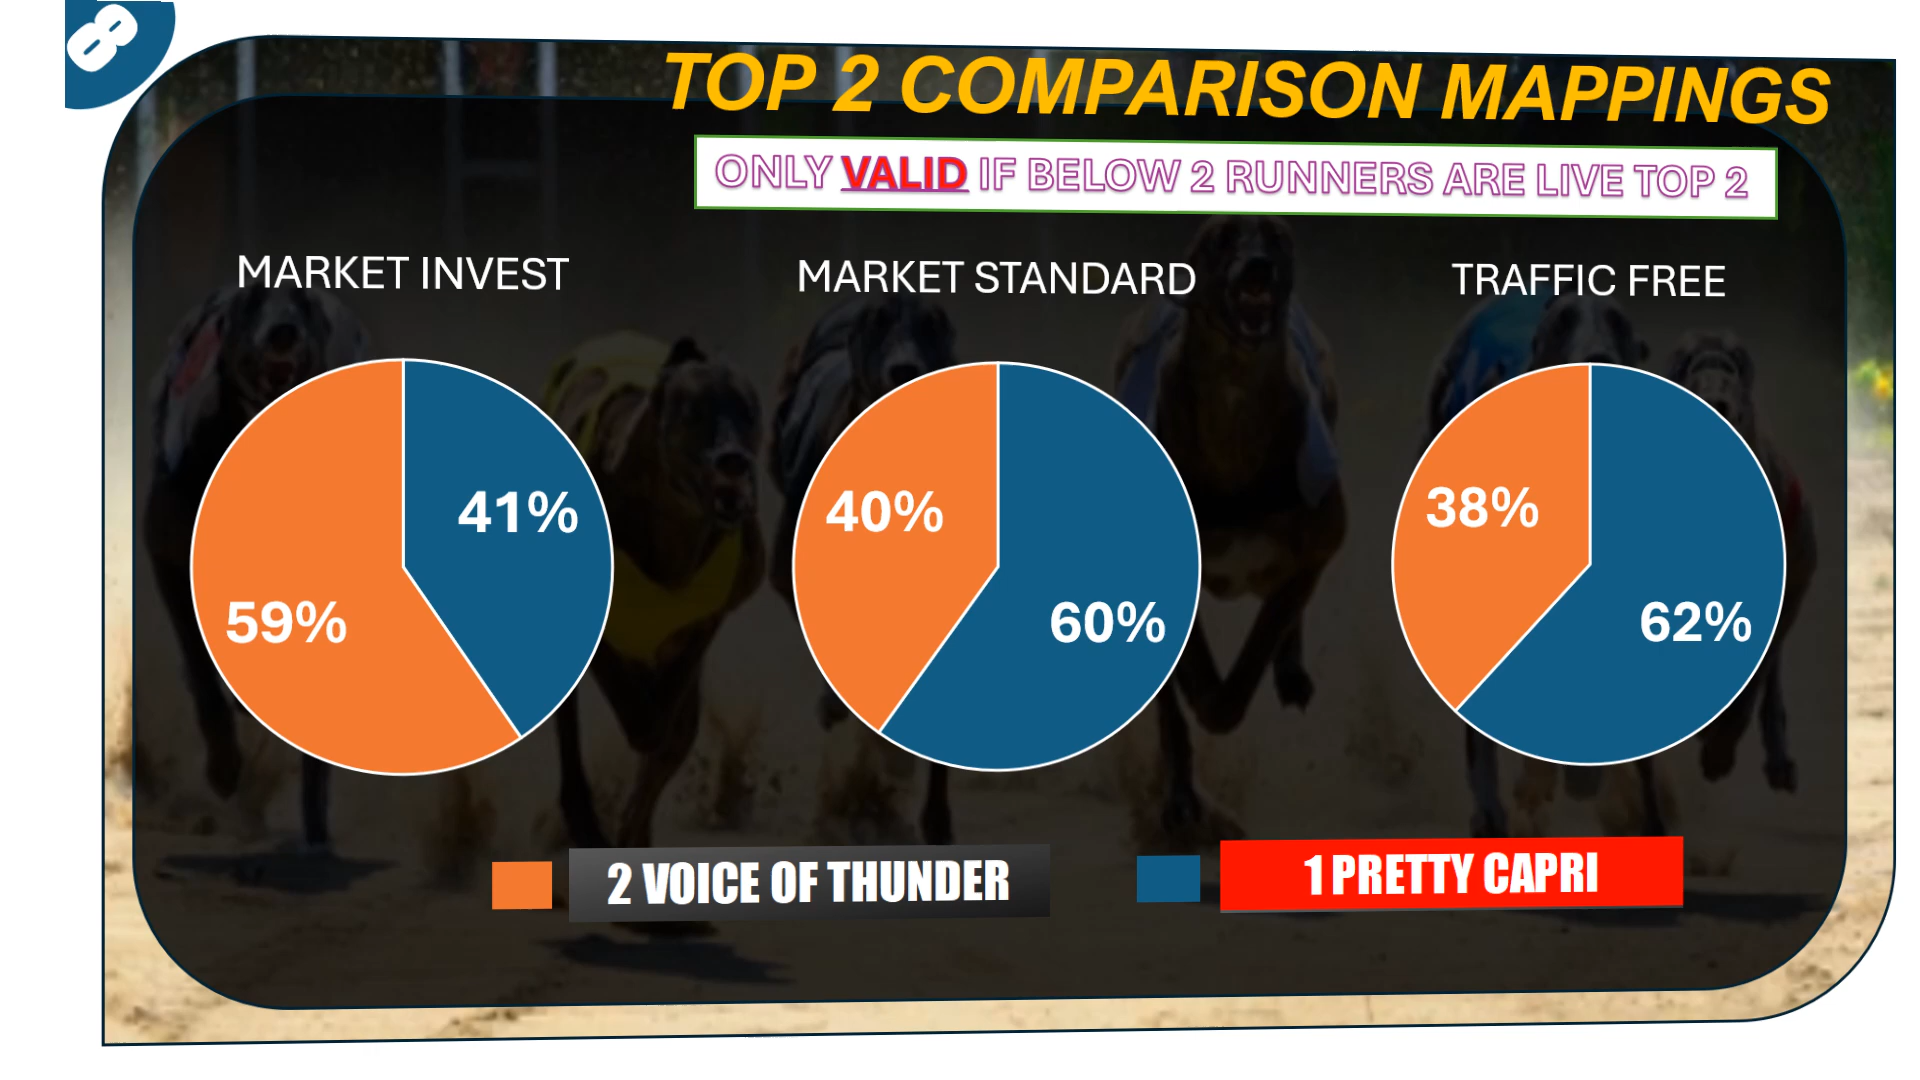 8
TOP 2 COMPARISON MAPPINGS
ONLY VALID IF BELOW 2 RUNNERS ARE LIVE TOP 2
MARKET INVEST
MARKET STANDARD
TRAFFIC FREE
41%
59%
40%
60%
38%
62%
2 VOICE OF THUNDER
1 PRETTY CAPRI